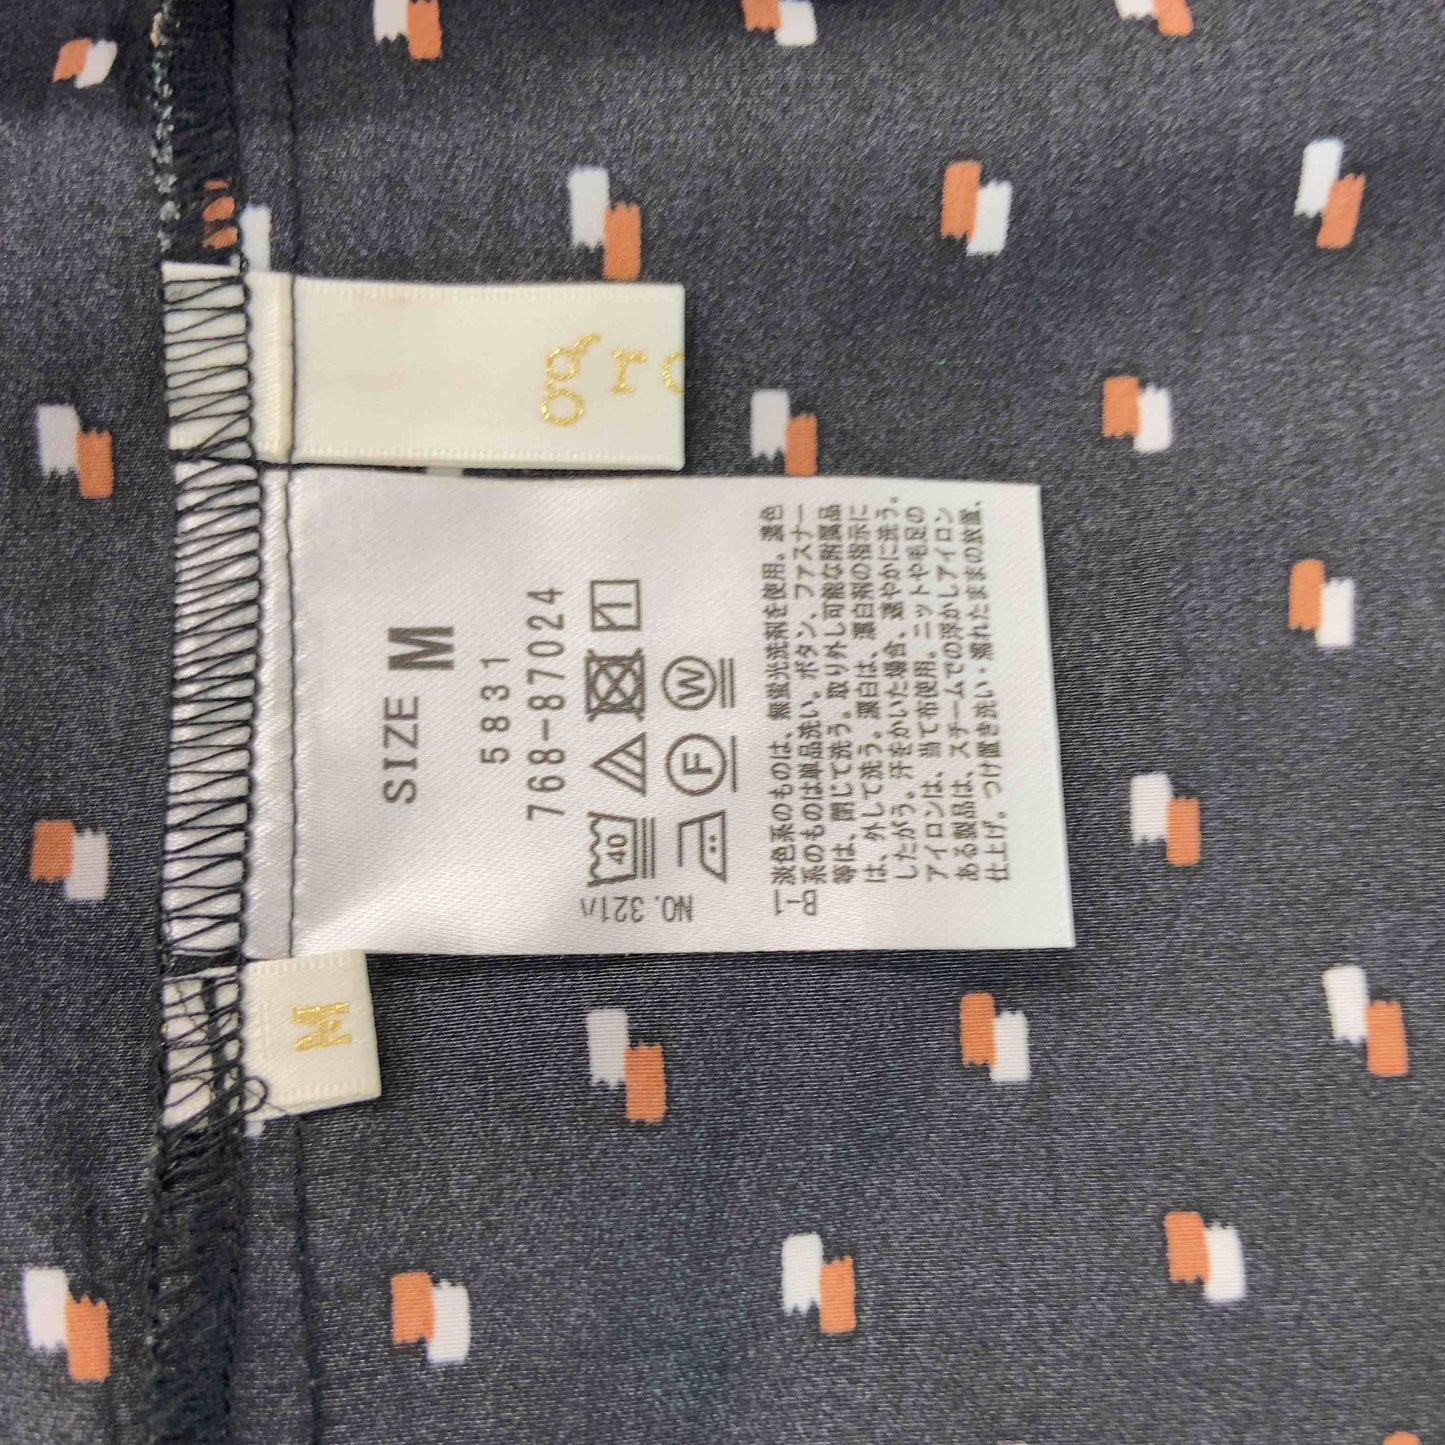 gro
SIZE M
5831
768-87024
40
F
W
淡色系のものは、無蛍光洗剤を使用。濃色
系のものは単品洗い。ボタン、ファスナー
等は、閉じて洗う。取り外し可能な附属品
は、外して洗う。漂白は、漂白剤の指示に
したがう。汗をかいた場合、速やかに洗う。
アイロンは、当て布使用。ニットや毛足の
ある製品は、スチームでの浮かしアイロン
仕上げ。つけ置き洗い・濡れたままの放置、
M